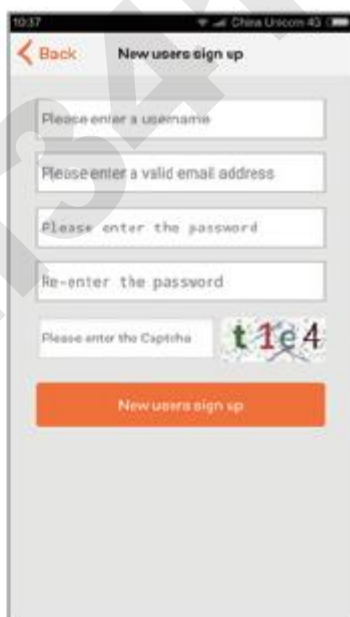 10:37 China Unicom 4G
Back New users sign up
Please enter a username
Please enter a valid email address
Please enter the password
Re-enter the password
Please enter the Captcha t1e4
New users sign up